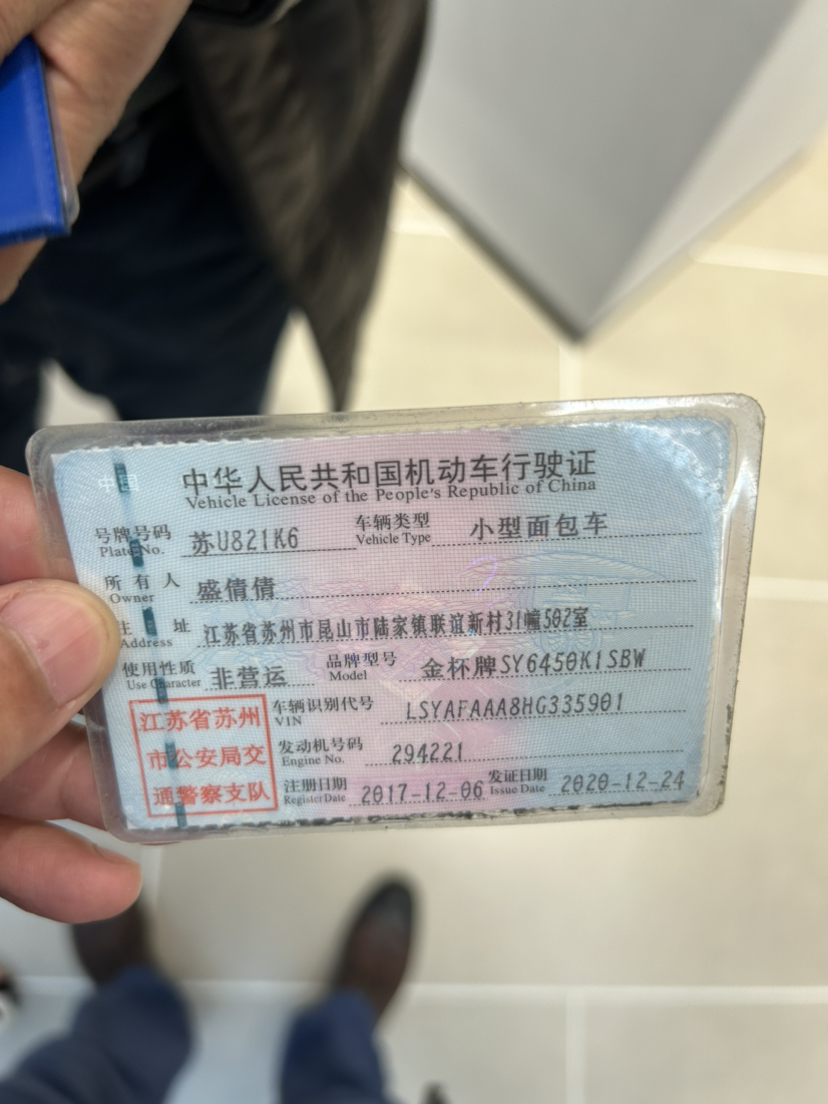 中国
中华人民共和国机动车行驶证
Vehicle License of the People's Republic of China
号牌号码 Plate No. 苏U821K6 车辆类型 Vehicle Type 小型面包车
所有人 Owner 盛倩倩
住址 Address 江苏省苏州市昆山市陆家镇联谊新村31幢502室
使用性质 Use Character 非营运 品牌型号 Model 金杯牌SY6450K1SBW
车辆识别代号 VIN LSYAFAAA8HG335901
发动机号码 Engine No. 294221
注册日期 Register Date 2017-12-06 发证日期 Issue Date 2020-12-24
江苏省苏州
市公安局交
通警察支队